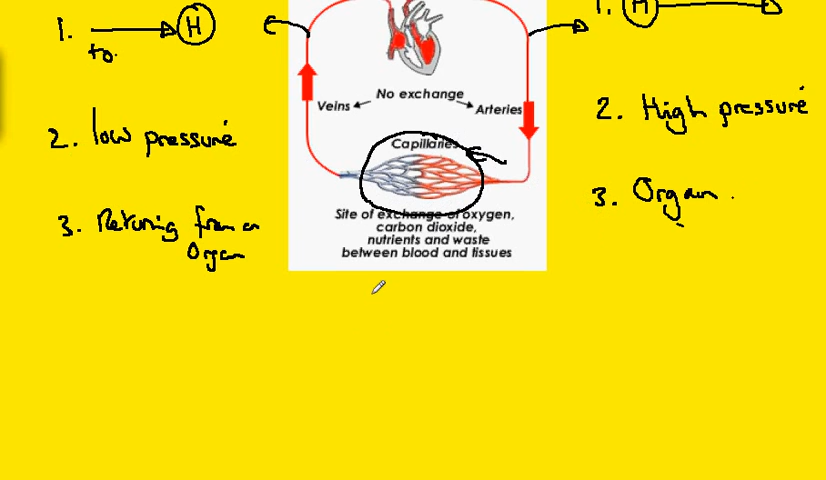 1. → H
to.
2. low pressure
3. Returing from an
Organ
No exchange
Veins
Arteries
Capillaries
Site of exchange of oxygen,
carbon dioxide,
nutrients and waste
between blood and tissues
1. H →
2. High pressure
3. Organ.